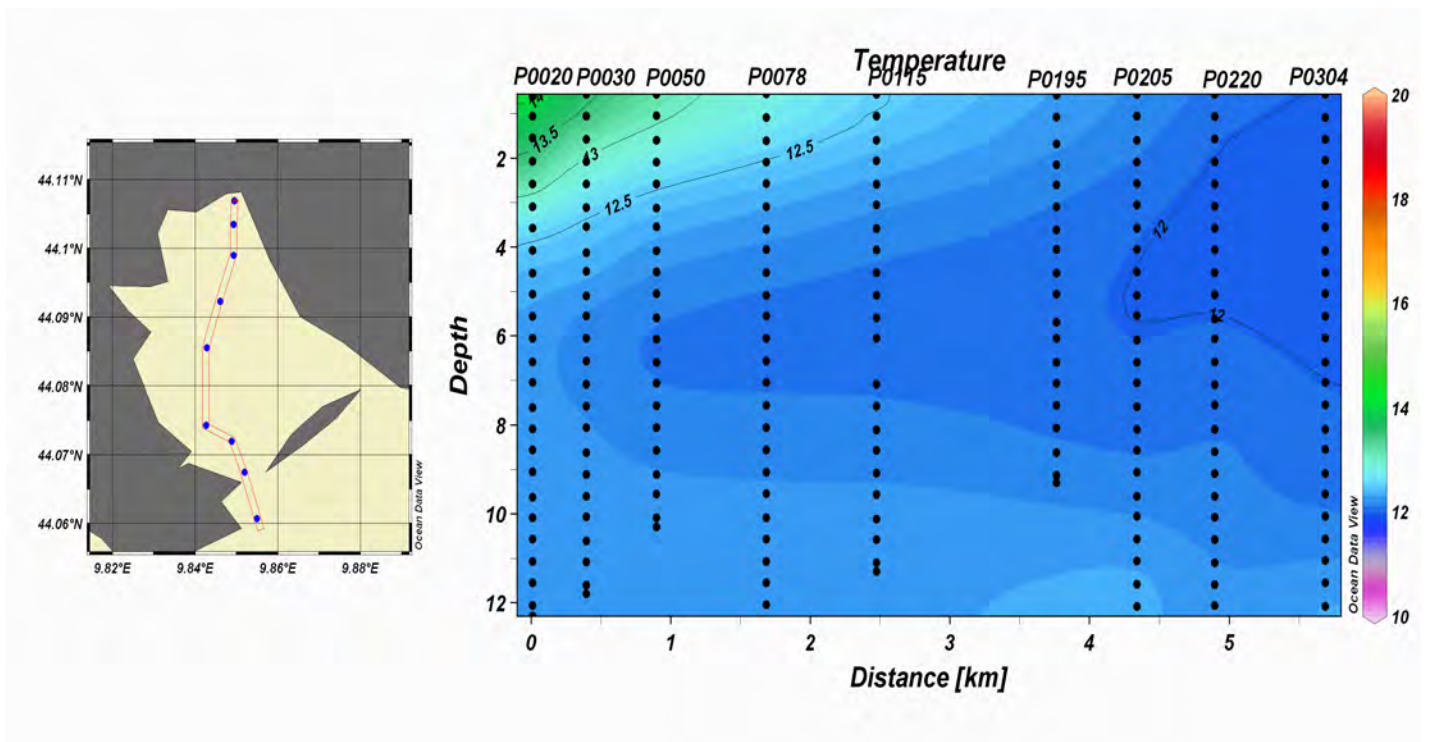 Temperature
P0020 P0030 P0050 P0078 P0115 P0195 P0205 P0220 P0304
14
13.5
13
12.5
12.5
12
12
Depth
2
4
6
8
10
12
0 1 2 3 4 5
Distance [km]
20
18
16
14
12
10
Ocean Data View
44.11°N
44.1°N
44.09°N
44.08°N
44.07°N
44.06°N
9.82°E 9.84°E 9.86°E 9.88°E
Ocean Data View